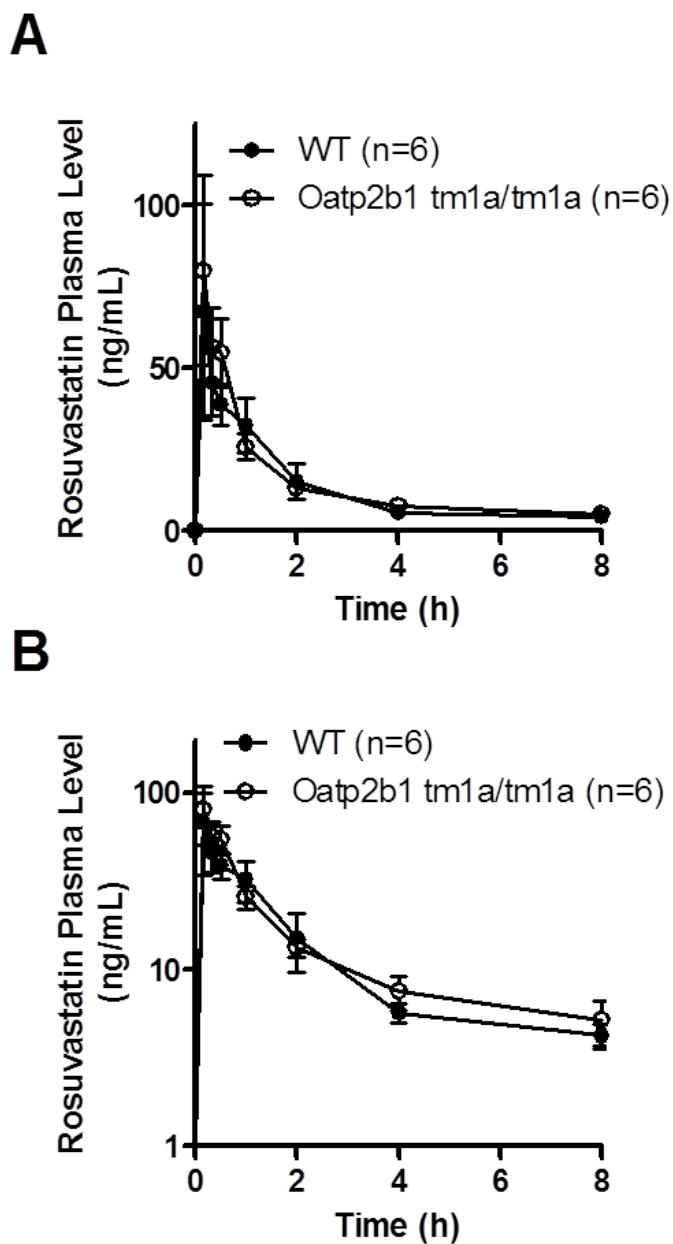 A
WT (n=6)
Oatp2b1 tm1a/tm1a (n=6)
Rosuvastatin Plasma Level
(ng/mL)
100
50
0
0 2 4 6 8
Time (h)
B
WT (n=6)
Oatp2b1 tm1a/tm1a (n=6)
Rosuvastatin Plasma Level
(ng/mL)
100
10
1
0 2 4 6 8
Time (h)